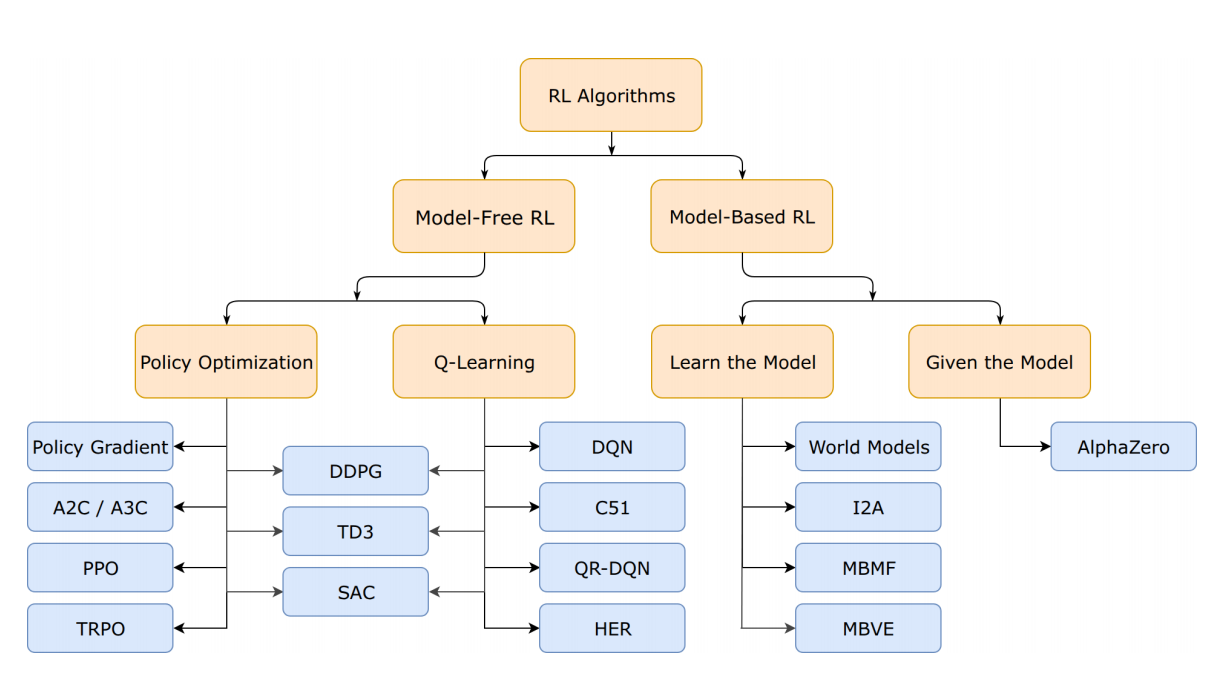 RL Algorithms
Model-Free RL
Model-Based RL
Policy Optimization
Q-Learning
Learn the Model
Given the Model
Policy Gradient
DDPG
DQN
World Models
AlphaZero
A2C / A3C
TD3
C51
I2A
PPO
SAC
QR-DQN
MBMF
TRPO
HER
MBVE